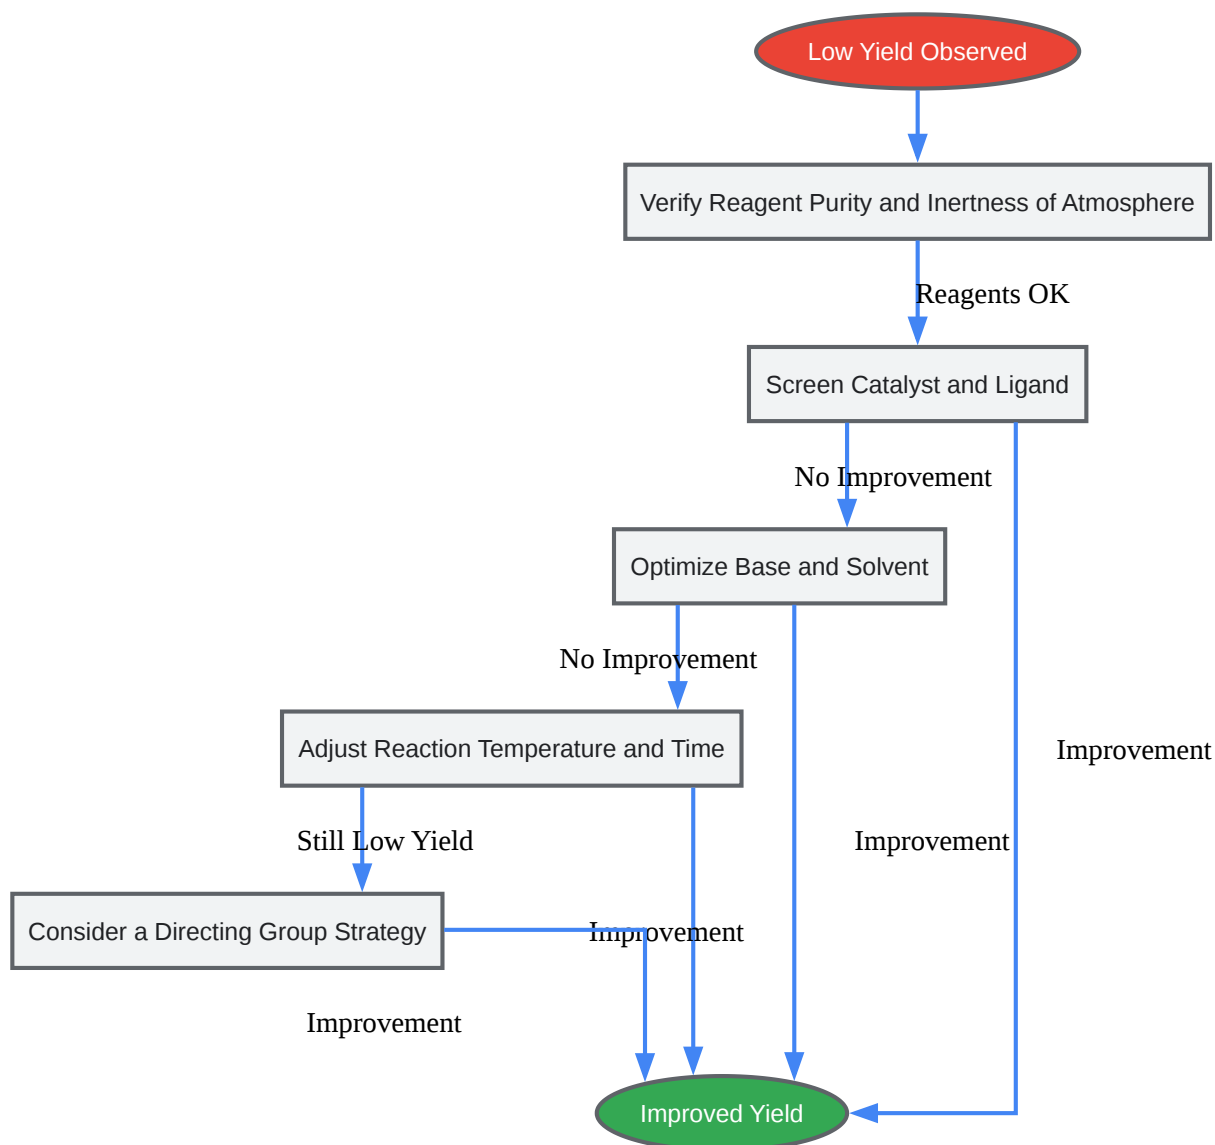 Low Yield Observed
Verify Reagent Purity and Inertness of Atmosphere
Reagents OK
Screen Catalyst and Ligand
No Improvement
Optimize Base and Solvent
No Improvement
Adjust Reaction Temperature and Time
Improvement
Still Low Yield
Improvement
Consider a Directing Group Strategy
Improvement
Improvement
Improved Yield